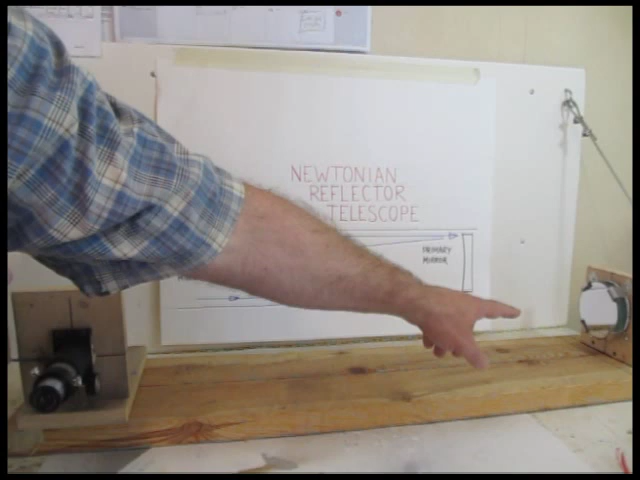 NEWTONIAN
REFLECTOR
TELESCOPE
PRIMARY
MIRROR